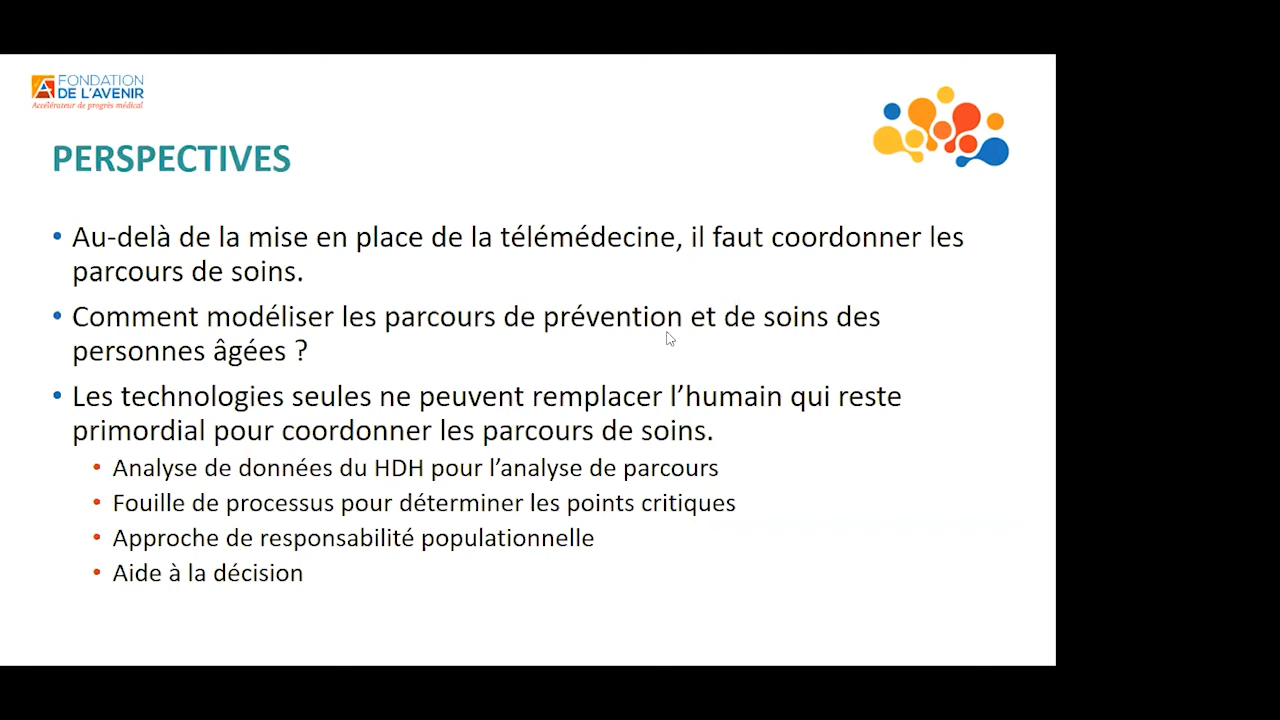 FONDATION
DE L'AVENIR
Accélérateur de progrès médical
PERSPECTIVES
• Au-delà de la mise en place de la télémédecine, il faut coordonner les
parcours de soins.
• Comment modéliser les parcours de prévention et de soins des
personnes âgées ?
• Les technologies seules ne peuvent remplacer l’humain qui reste
primordial pour coordonner les parcours de soins.
• Analyse de données du HDH pour l’analyse de parcours
• Fouille de processus pour déterminer les points critiques
• Approche de responsabilité populationnelle
• Aide à la décision